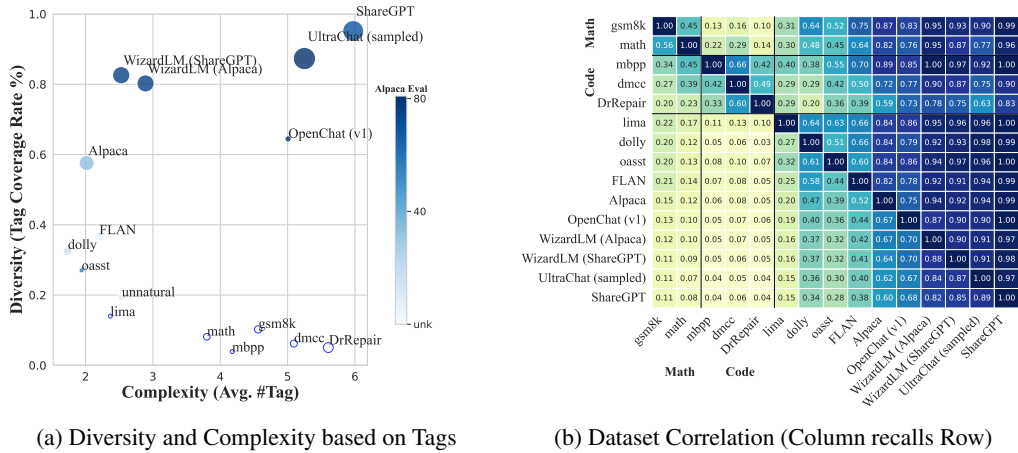 1.0
0.8
0.6
0.4
0.2
0.0
Diversity (Tag Coverage Rate %)
2
3
4
5
6
Complexity (Avg. #Tag)
ShareGPT
UltraChat (sampled)
WizardLM (ShareGPT)
WizardLM (Alpaca)
OpenChat (v1)
Alpaca
FLAN
dolly
oasst
unnatural
lima
math
gsm8k
mbpp
dmcc
DrRepair
Alpaca Eval
80
40
unk
(a) Diversity and Complexity based on Tags
Math
Code
gsm8k 1.00 0.45 0.13 0.16 0.10 0.31 0.64 0.52 0.75 0.87 0.83 0.95 0.93 0.90 1.00
math 0.56 1.00 0.22 0.29 0.14 0.30 0.48 0.45 0.64 0.82 0.76 0.95 0.87 0.77 0.96
mbpp 0.34 0.45 1.00 0.66 0.42 0.40 0.38 0.55 0.70 0.89 0.85 1.00 0.97 0.92 1.00
dmcc 0.27 0.39 0.42 1.00 0.49 0.29 0.34 0.42 0.50 0.72 0.77 0.90 0.87 0.75 0.90
DrRepair 0.20 0.23 0.33 0.60 1.00 0.29 0.20 0.36 0.39 0.59 0.73 0.78 0.75 0.63 0.83
lima 0.22 0.17 0.11 0.13 0.10 1.00 0.64 0.63 0.66 0.84 0.86 0.95 0.96 0.96 1.00
dolly 0.20 0.12 0.05 0.06 0.03 0.27 1.00 0.51 0.66 0.84 0.79 0.92 0.93 0.98 0.99
oasst 0.20 0.13 0.08 0.10 0.07 0.32 0.64 1.00 0.60 0.84 0.86 0.94 0.97 0.96 1.00
FLAN 0.21 0.14 0.07 0.08 0.05 0.25 0.58 0.44 1.00 0.82 0.78 0.92 0.91 0.94 0.99
Alpaca 0.15 0.12 0.06 0.08 0.05 0.20 0.47 0.39 0.52 1.00 0.75 0.94 0.92 0.94 0.99
OpenChat (v1) 0.13 0.10 0.05 0.07 0.06 0.19 0.40 0.36 0.44 0.67 1.00 0.87 0.90 0.90 1.00
WizardLM (Alpaca) 0.12 0.10 0.05 0.07 0.05 0.16 0.37 0.32 0.42 0.67 0.70 1.00 0.90 0.91 0.97
WizardLM (ShareGPT) 0.11 0.09 0.05 0.06 0.05 0.16 0.37 0.32 0.41 0.64 0.70 0.88 1.00 0.91 0.98
UltraChat (sampled) 0.11 0.07 0.04 0.05 0.04 0.15 0.36 0.30 0.40 0.62 0.67 0.84 0.87 1.00 0.97
ShareGPT 0.11 0.08 0.04 0.06 0.04 0.15 0.34 0.28 0.38 0.60 0.68 0.82 0.85 0.89 1.00
gsm8k
math
mbpp
dmcc
DrRepair
lima
dolly
oasst
FLAN
Alpaca
OpenChat (v1)
WizardLM (Alpaca)
WizardLM (ShareGPT)
UltraChat (sampled)
ShareGPT
Math
Code
(b) Dataset Correlation (Column recalls Row)